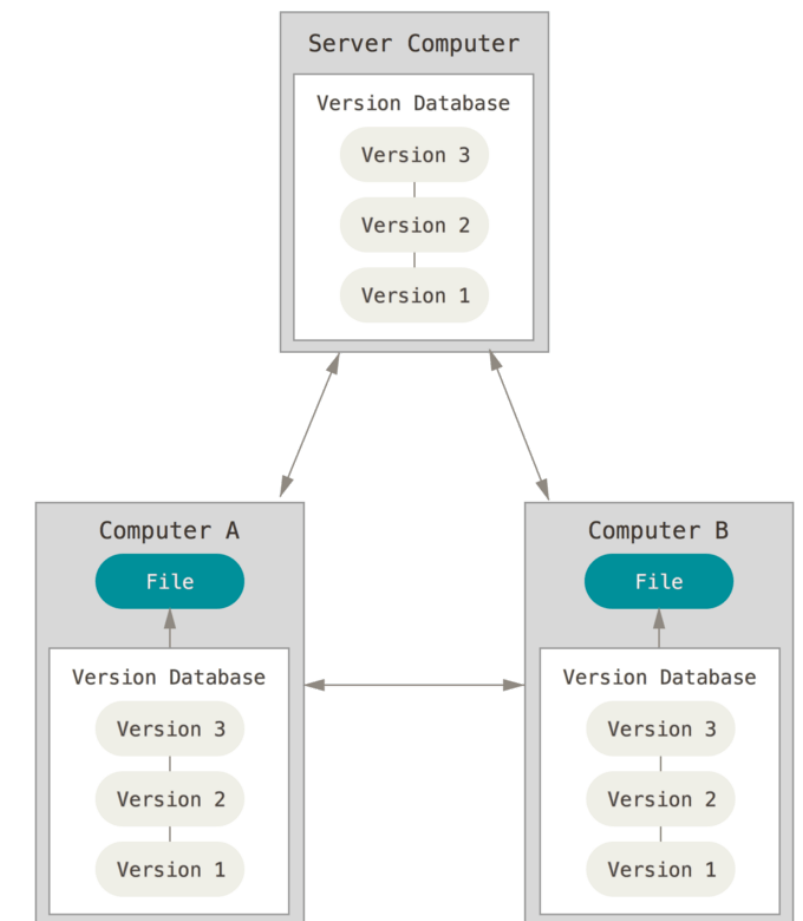 Server Computer
Version Database
Version 3
Version 2
Version 1
Computer A
File
Version Database
Version 3
Version 2
Version 1
Computer B
File
Version Database
Version 3
Version 2
Version 1